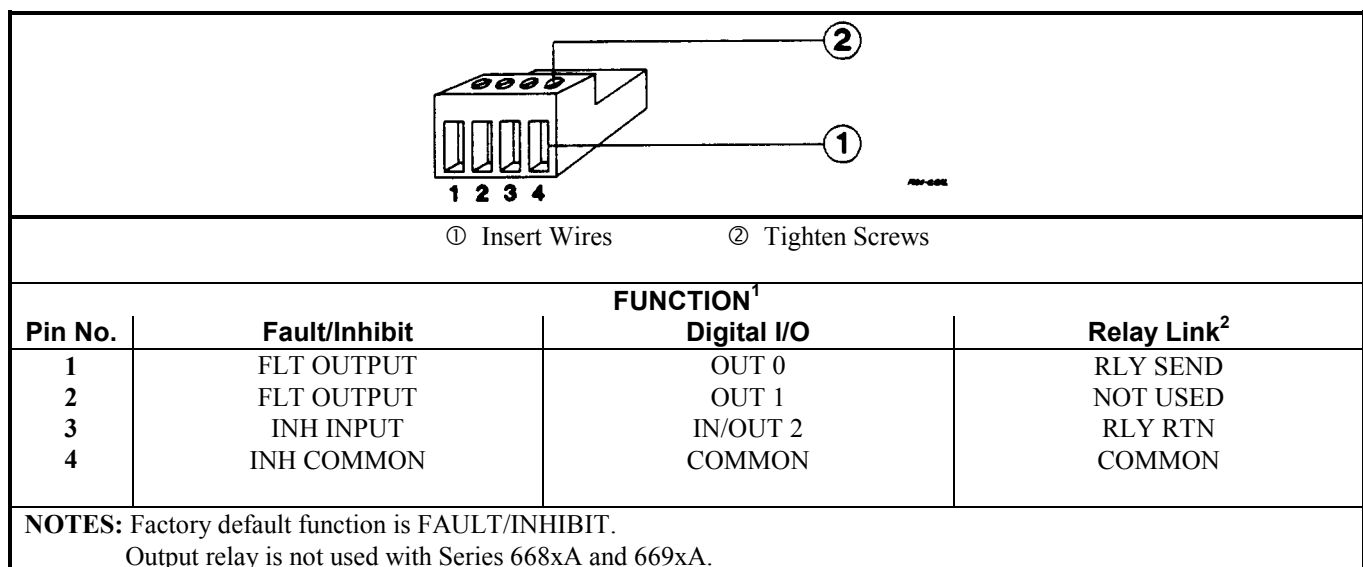 2
1
1 2 3 4
① Insert Wires ② Tighten Screws
FUNCTION1
Pin No. Fault/Inhibit Digital I/O Relay Link2
1 FLT OUTPUT OUT 0 RLY SEND
2 FLT OUTPUT OUT 1 NOT USED
3 INH INPUT IN/OUT 2 RLY RTN
4 INH COMMON COMMON COMMON
NOTES: Factory default function is FAULT/INHIBIT.
Output relay is not used with Series 668xA and 669xA.